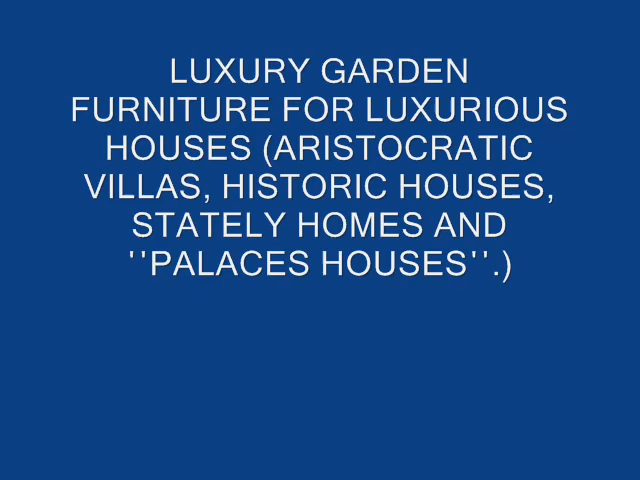 LUXURY GARDEN
FURNITURE FOR LUXURIOUS
HOUSES (ARISTOCRATIC
VILLAS, HISTORIC HOUSES,
STATELY HOMES AND
''PALACES HOUSES''.)